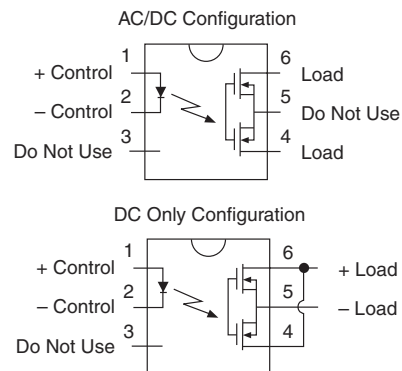 AC/DC Configuration
1
6
+ Control
Load
2
5
– Control
Do Not Use
3
4
Do Not Use
Load
DC Only Configuration
1
6
+ Control
+ Load
2
5
– Control
– Load
3
4
Do Not Use